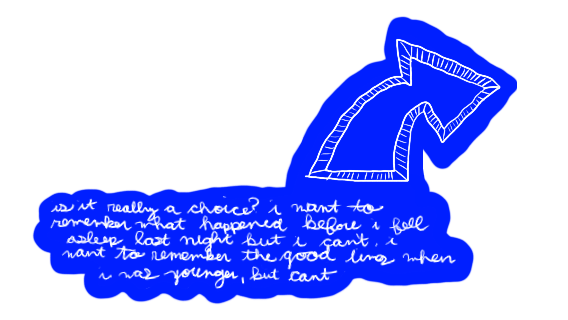 is it really a choice? i want to
remember what happened before i fell
asleep last night but i can't. i
want to remember the good when
i was younger, but cant